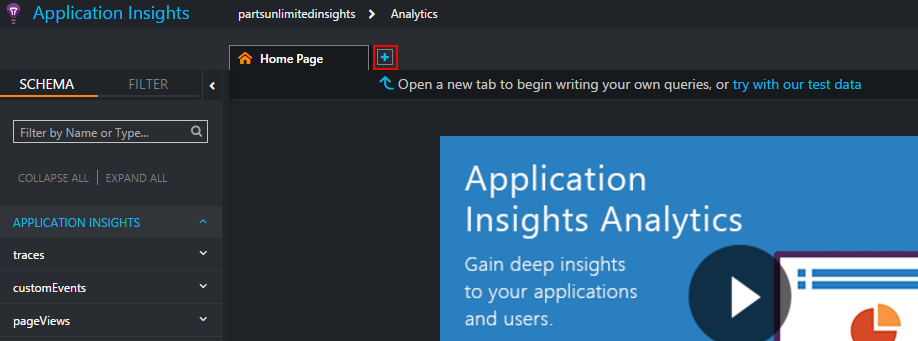 Application Insights
partsunlimitedinsights > Analytics
Home Page
SCHEMA FILTER
Open a new tab to begin writing your own queries, or try with our test data
Filter by Name or Type...
COLLAPSE ALL | EXPAND ALL
APPLICATION INSIGHTS
traces
customEvents
pageViews
Application
Insights Analytics
Gain deep insights
to your applications
and users.